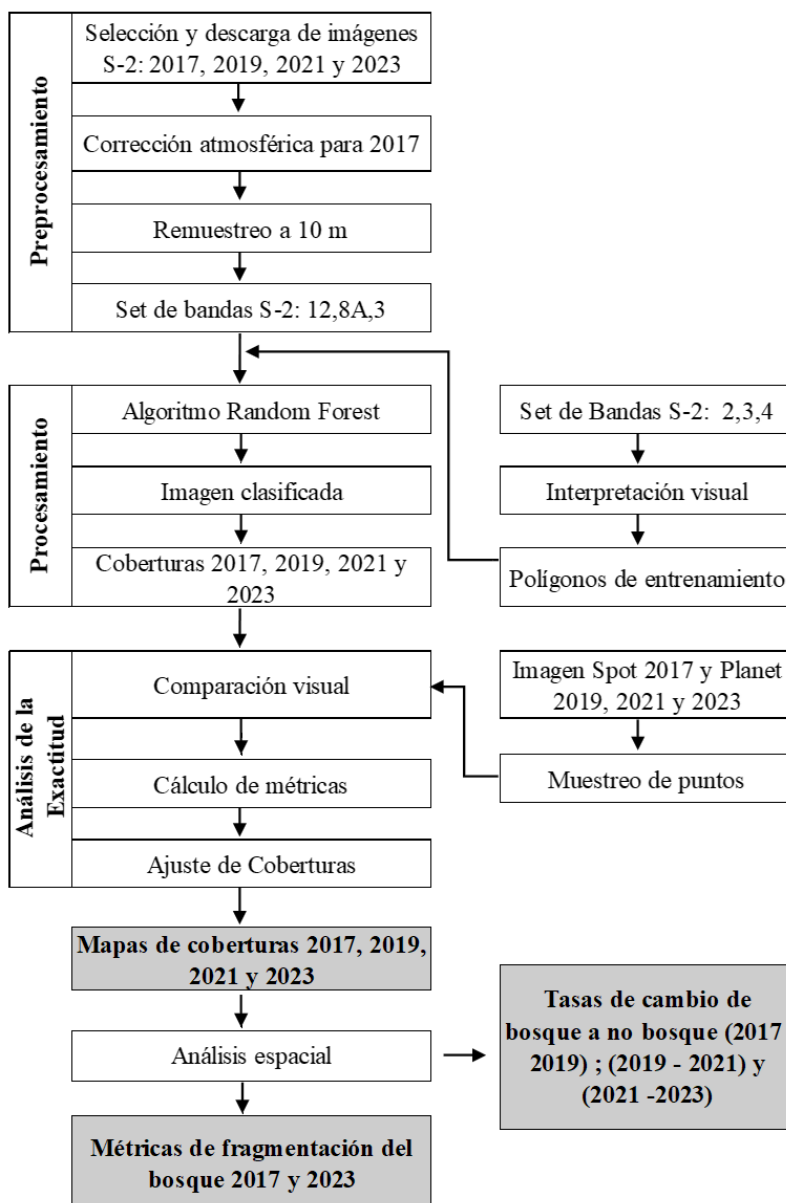 Preprocesamiento
Selección y descarga de imágenes
S-2: 2017, 2019, 2021 y 2023
Corrección atmosférica para 2017
Remuestreo a 10 m
Set de bandas S-2: 12,8A,3
Procesamiento
Algoritmo Random Forest
Imagen clasificada
Coberturas 2017, 2019, 2021 y
2023
Set de Bandas S-2:  2,3,4
Interpretación visual
Polígonos de entrenamiento
Análisis de la
Exactitud
Comparación visual
Cálculo de métricas
Ajuste de Coberturas
Imagen Spot 2017 y Planet
2019, 2021 y 2023
Muestreo de puntos
Mapas de coberturas 2017, 2019,
2021 y 2023
Análisis espacial
Tasas de cambio de
bosque a no bosque (2017
2019) ; (2019 - 2021) y
(2021 -2023)
Métricas de fragmentación del
bosque 2017 y 2023